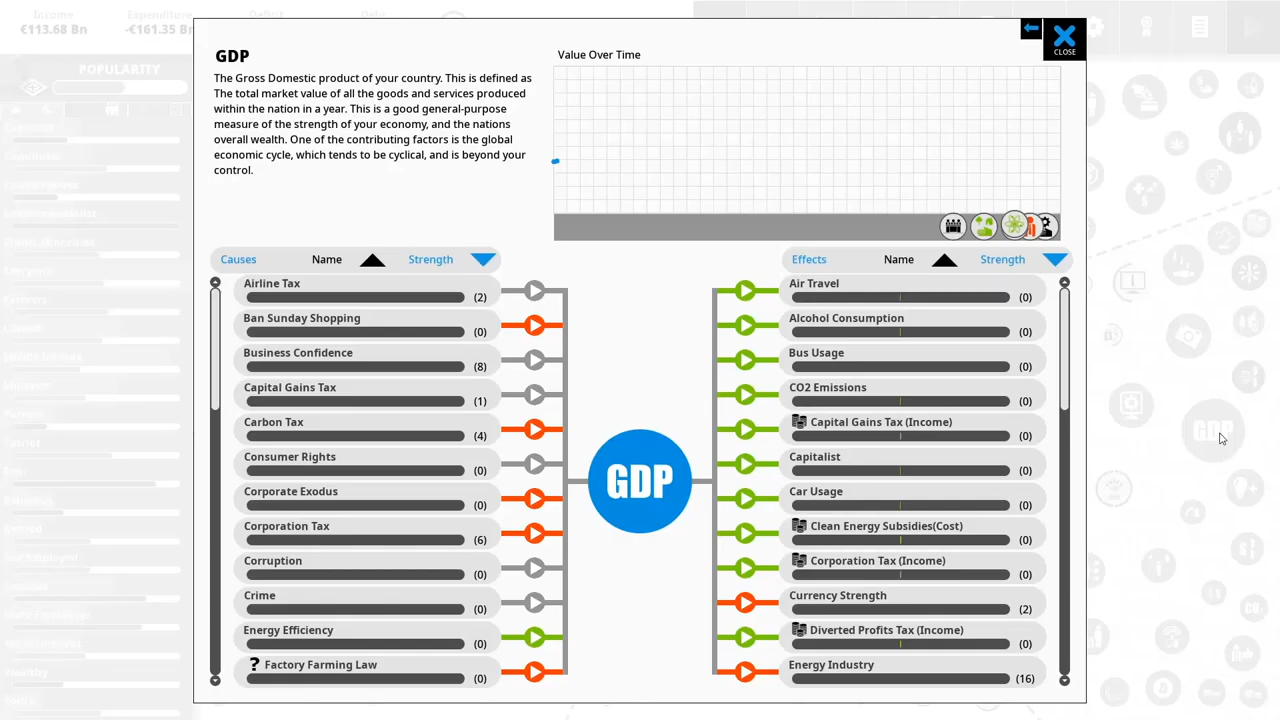 Income
Expenditure
Deficit
Debt
€113.68 Bn
-€161.35 Bn
POPULARITY
GDP
The Gross Domestic product of your country. This is defined as
The total market value of all the goods and services produced
within the nation in a year. This is a good general-purpose
measure of the strength of your economy, and the nations
overall wealth. One of the contributing factors is the global
economic cycle, which tends to be cyclical, and is beyond your
control.
Value Over Time
CLOSE
Causes Name Strength
Airline Tax
(2)
Ban Sunday Shopping
(0)
Business Confidence
(8)
Capital Gains Tax
(1)
Carbon Tax
(4)
Consumer Rights
(0)
Corporate Exodus
(0)
Corporation Tax
(6)
Corruption
(0)
Crime
(0)
Energy Efficiency
(0)
? Factory Farming Law
(0)
GDP
Effects Name Strength
Air Travel
(0)
Alcohol Consumption
(0)
Bus Usage
(0)
CO2 Emissions
(0)
Capital Gains Tax (Income)
(0)
Capitalist
(0)
Car Usage
(0)
Clean Energy Subsidies(Cost)
(0)
Corporation Tax (Income)
(0)
Currency Strength
(2)
Diverted Profits Tax (Income)
(0)
Energy Industry
(16)
GDP